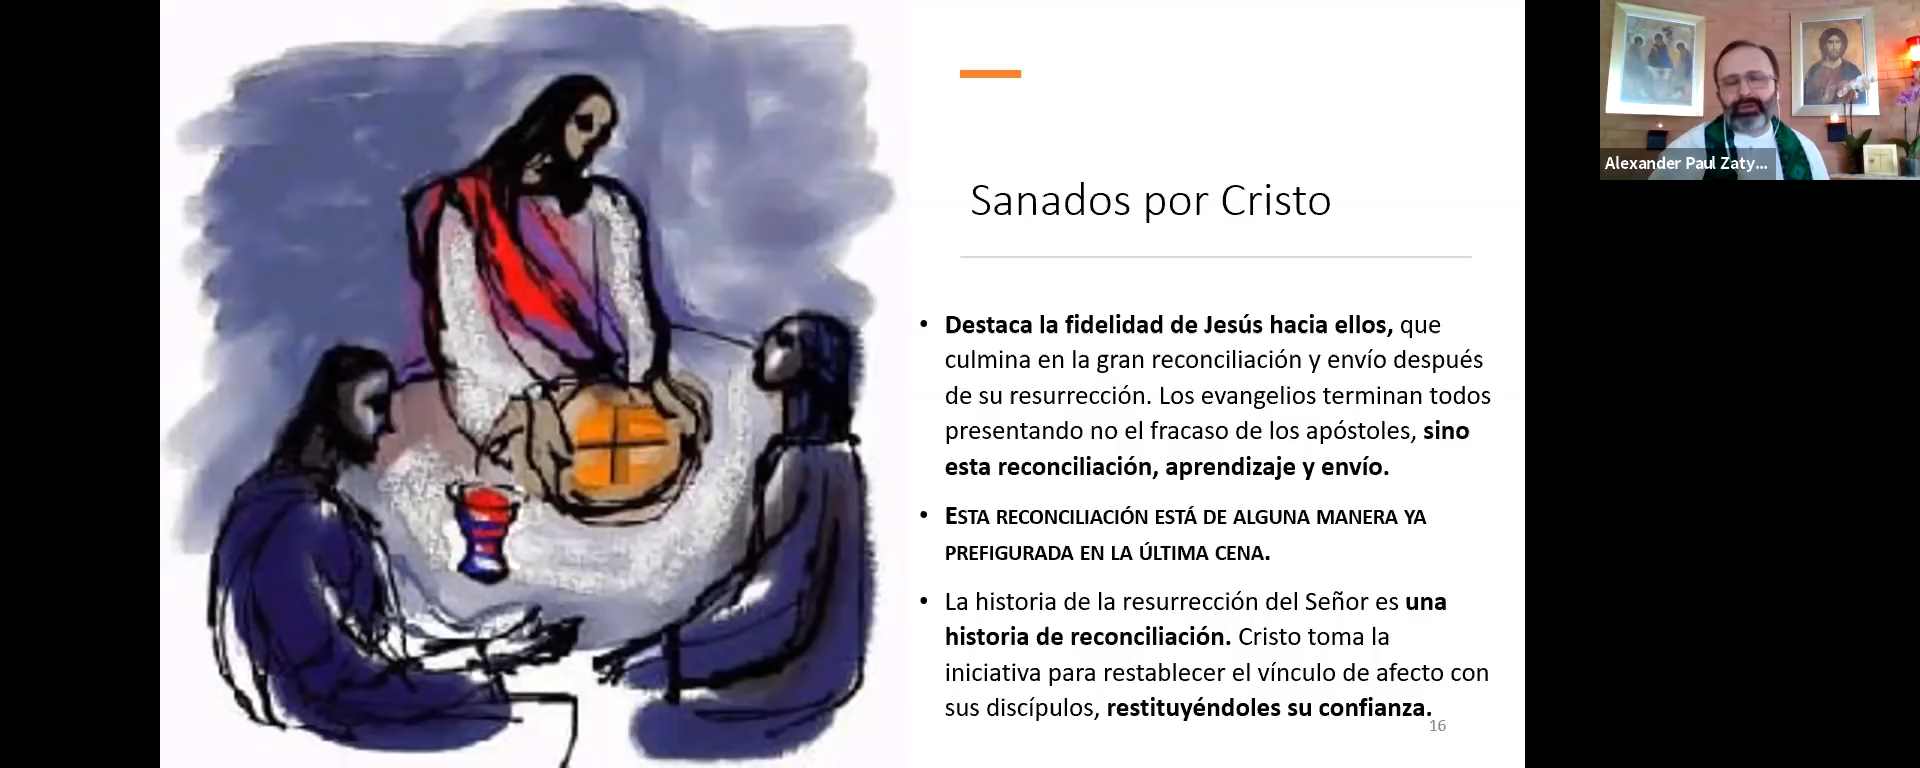 Sanados por Cristo
• Destaca la fidelidad de Jesús hacia ellos, que
culmina en la gran reconciliación y envío después
de su resurrección. Los evangelios terminan todos
presentando no el fracaso de los apóstoles, sino
esta reconciliación, aprendizaje y envío.
• ESTA RECONCILIACIÓN ESTÁ DE ALGUNA MANERA YA
PREFIGURADA EN LA ÚLTIMA CENA.
• La historia de la resurrección del Señor es una
historia de reconciliación. Cristo toma la
iniciativa para restablecer el vínculo de afecto con
sus discípulos, restituyéndoles su confianza.
16
Alexander Paul Zaty...